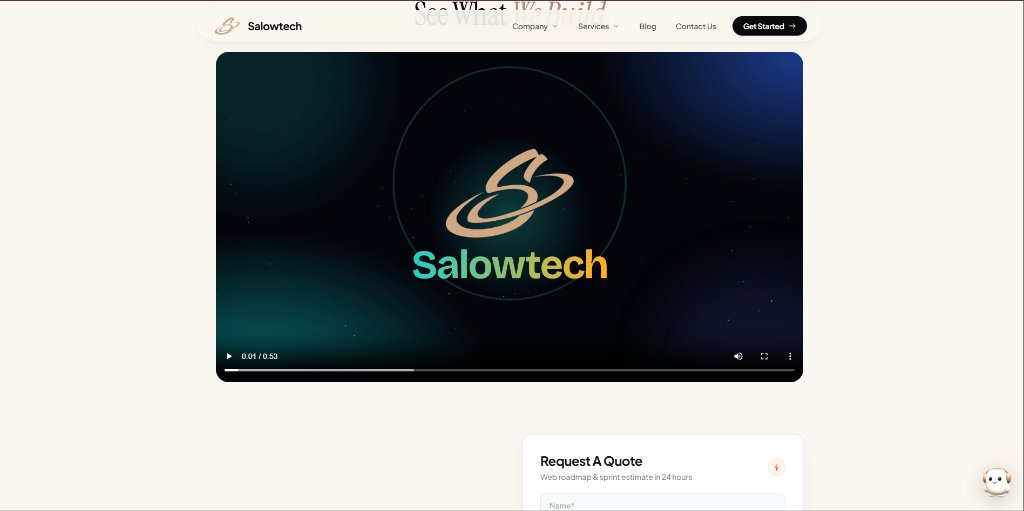 See What We Build
Salowtech
Company
Services
Blog
Contact Us
Get Started →
Salowtech
0:01 / 0:53
Request A Quote
Web roadmap & sprint estimate in 24 hours
Name*